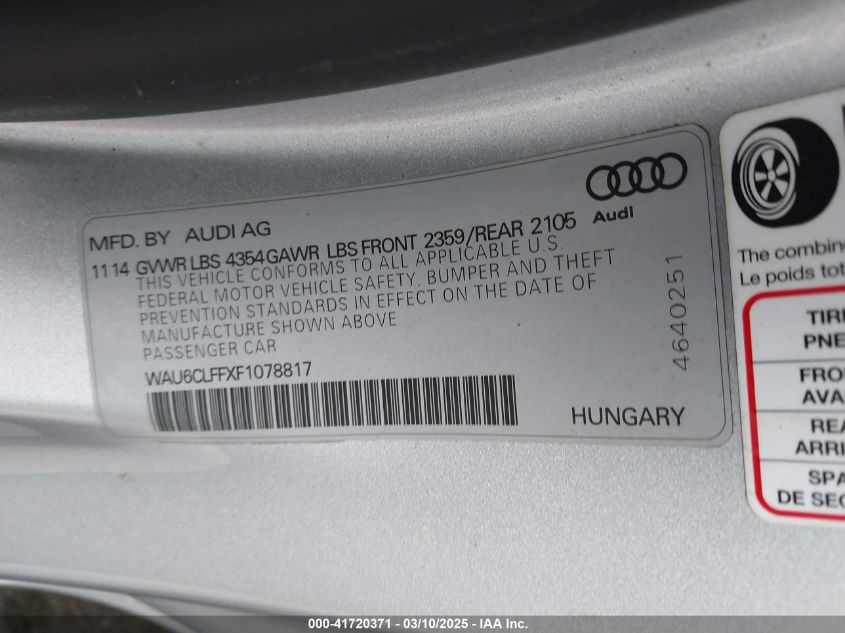 MFD. BY AUDI AG
Audi
11 14 GVWR LBS 4354 GAWR LBS FRONT 2359/REAR 2105
THIS VEHICLE CONFORMS TO ALL APPLICABLE U.S.
FEDERAL MOTOR VEHICLE SAFETY, BUMPER AND THEFT
PREVENTION STANDARDS IN EFFECT ON THE DATE OF
MANUFACTURE SHOWN ABOVE
PASSENGER CAR
WAU6CLFFXF1078817
HUNGARY
4640251
The combin
Le poids tot
TIR
PNE
FRO
AVA
REA
ARRI
SPA
DE SEC
000-41720371 - 03/10/2025 - IAA Inc.